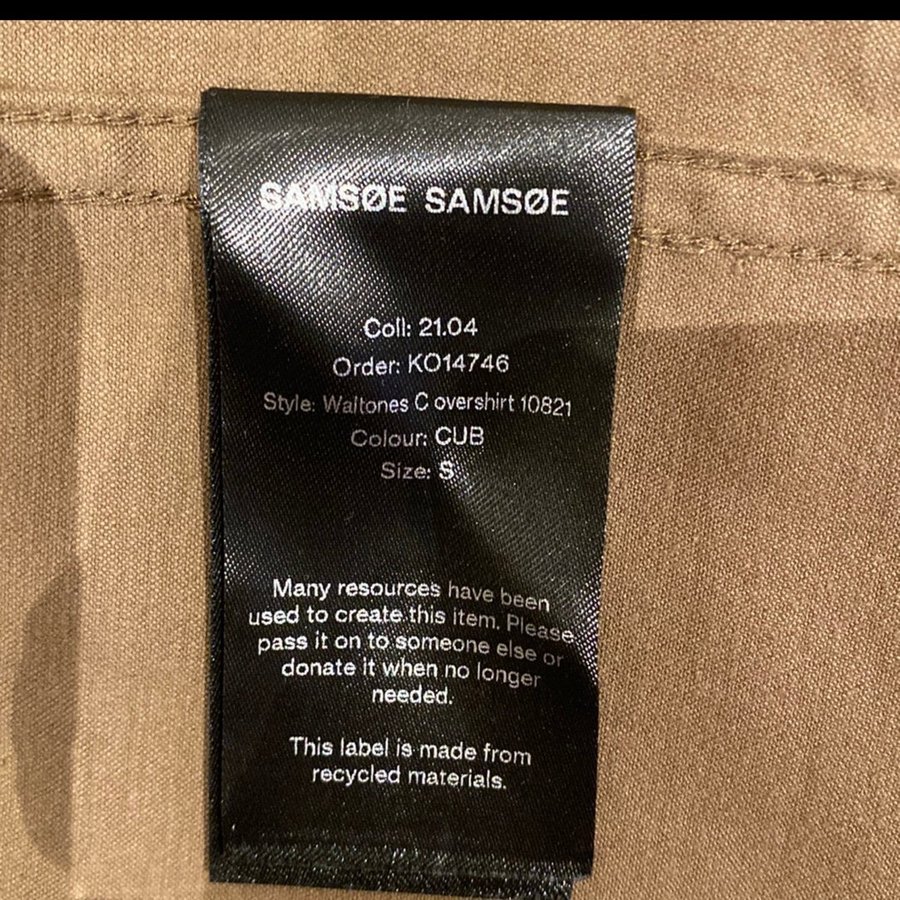 SAMSØE SAMSØE
Coll: 21.04
Order: KO14746
Style: Waltones C overshirt 10821
Colour: CUB
Size: S
Many resources have been
used to create this item. Please
pass it on to someone else or
donate it when no longer
needed.
This label is made from
recycled materials.